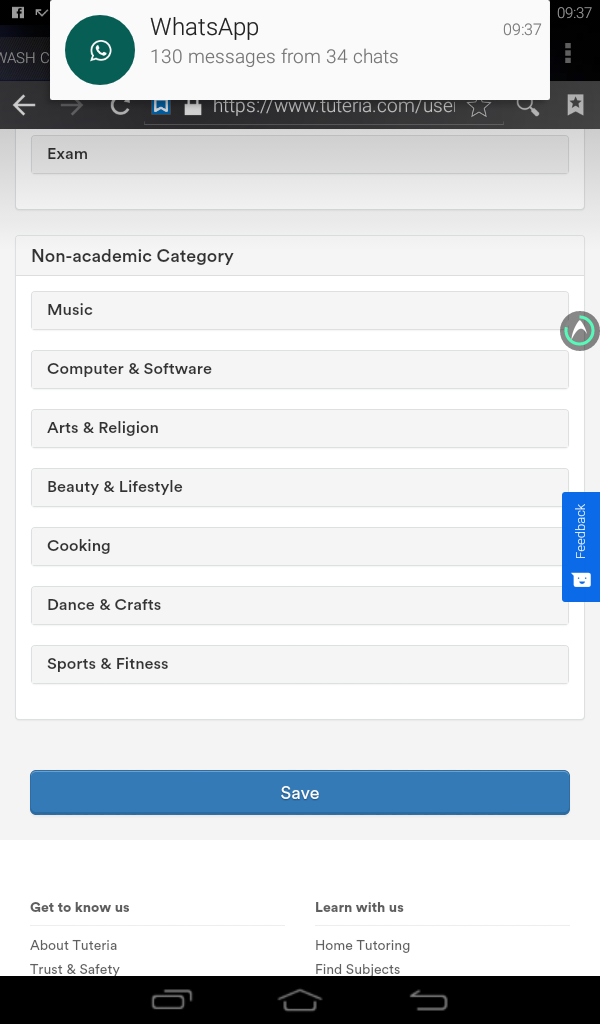 09:37
WhatsApp
09:37
130 messages from 34 chats
WASH C
https://www.tuteria.com/use
Exam
Non-academic Category
Music
Computer & Software
Arts & Religion
Beauty & Lifestyle
Feedback
Cooking
Dance & Crafts
Sports & Fitness
Save
Get to know us
Learn with us
About Tuteria
Home Tutoring
Trust & Safety
Find Subjects